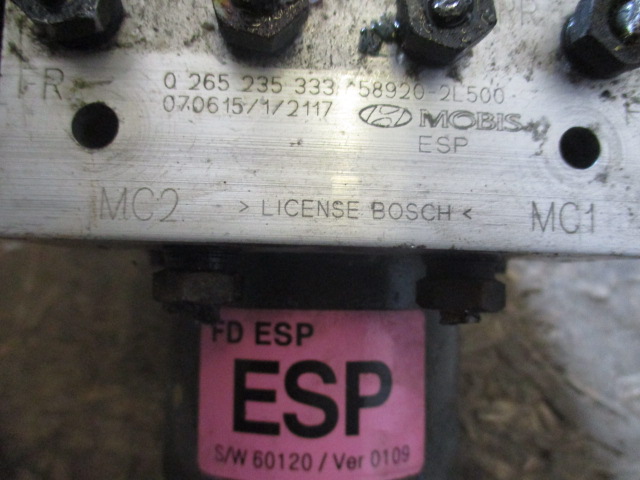 FR RR
0 265 235 333 58920-2L500
070615/1/2117 MOBIS
ESP
MC2 > LICENSE BOSCH < MC1
FD ESP
ESP
S/W 60120 / Ver 0109